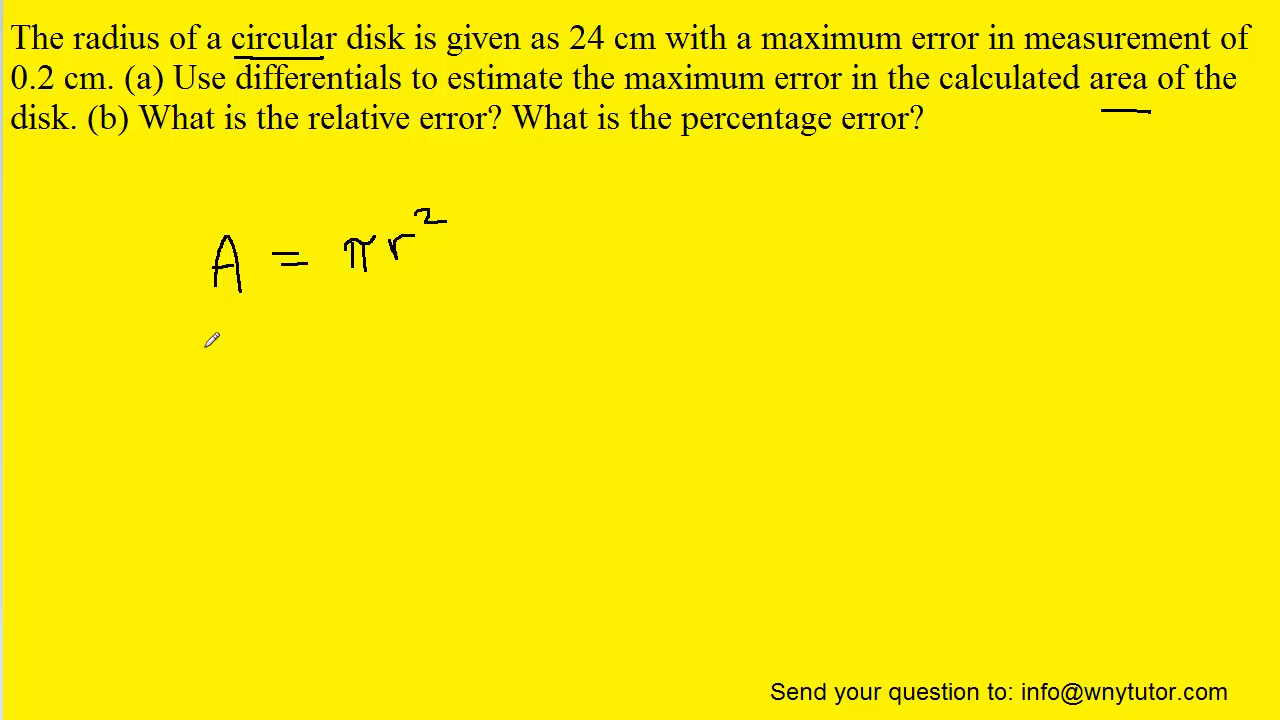 The radius of a circular disk is given as 24 cm with a maximum error in measurement of
0.2 cm. (a) Use differentials to estimate the maximum error in the calculated area of the
disk. (b) What is the relative error? What is the percentage error?
A = πr²
Send your question to: info@wnytutor.com